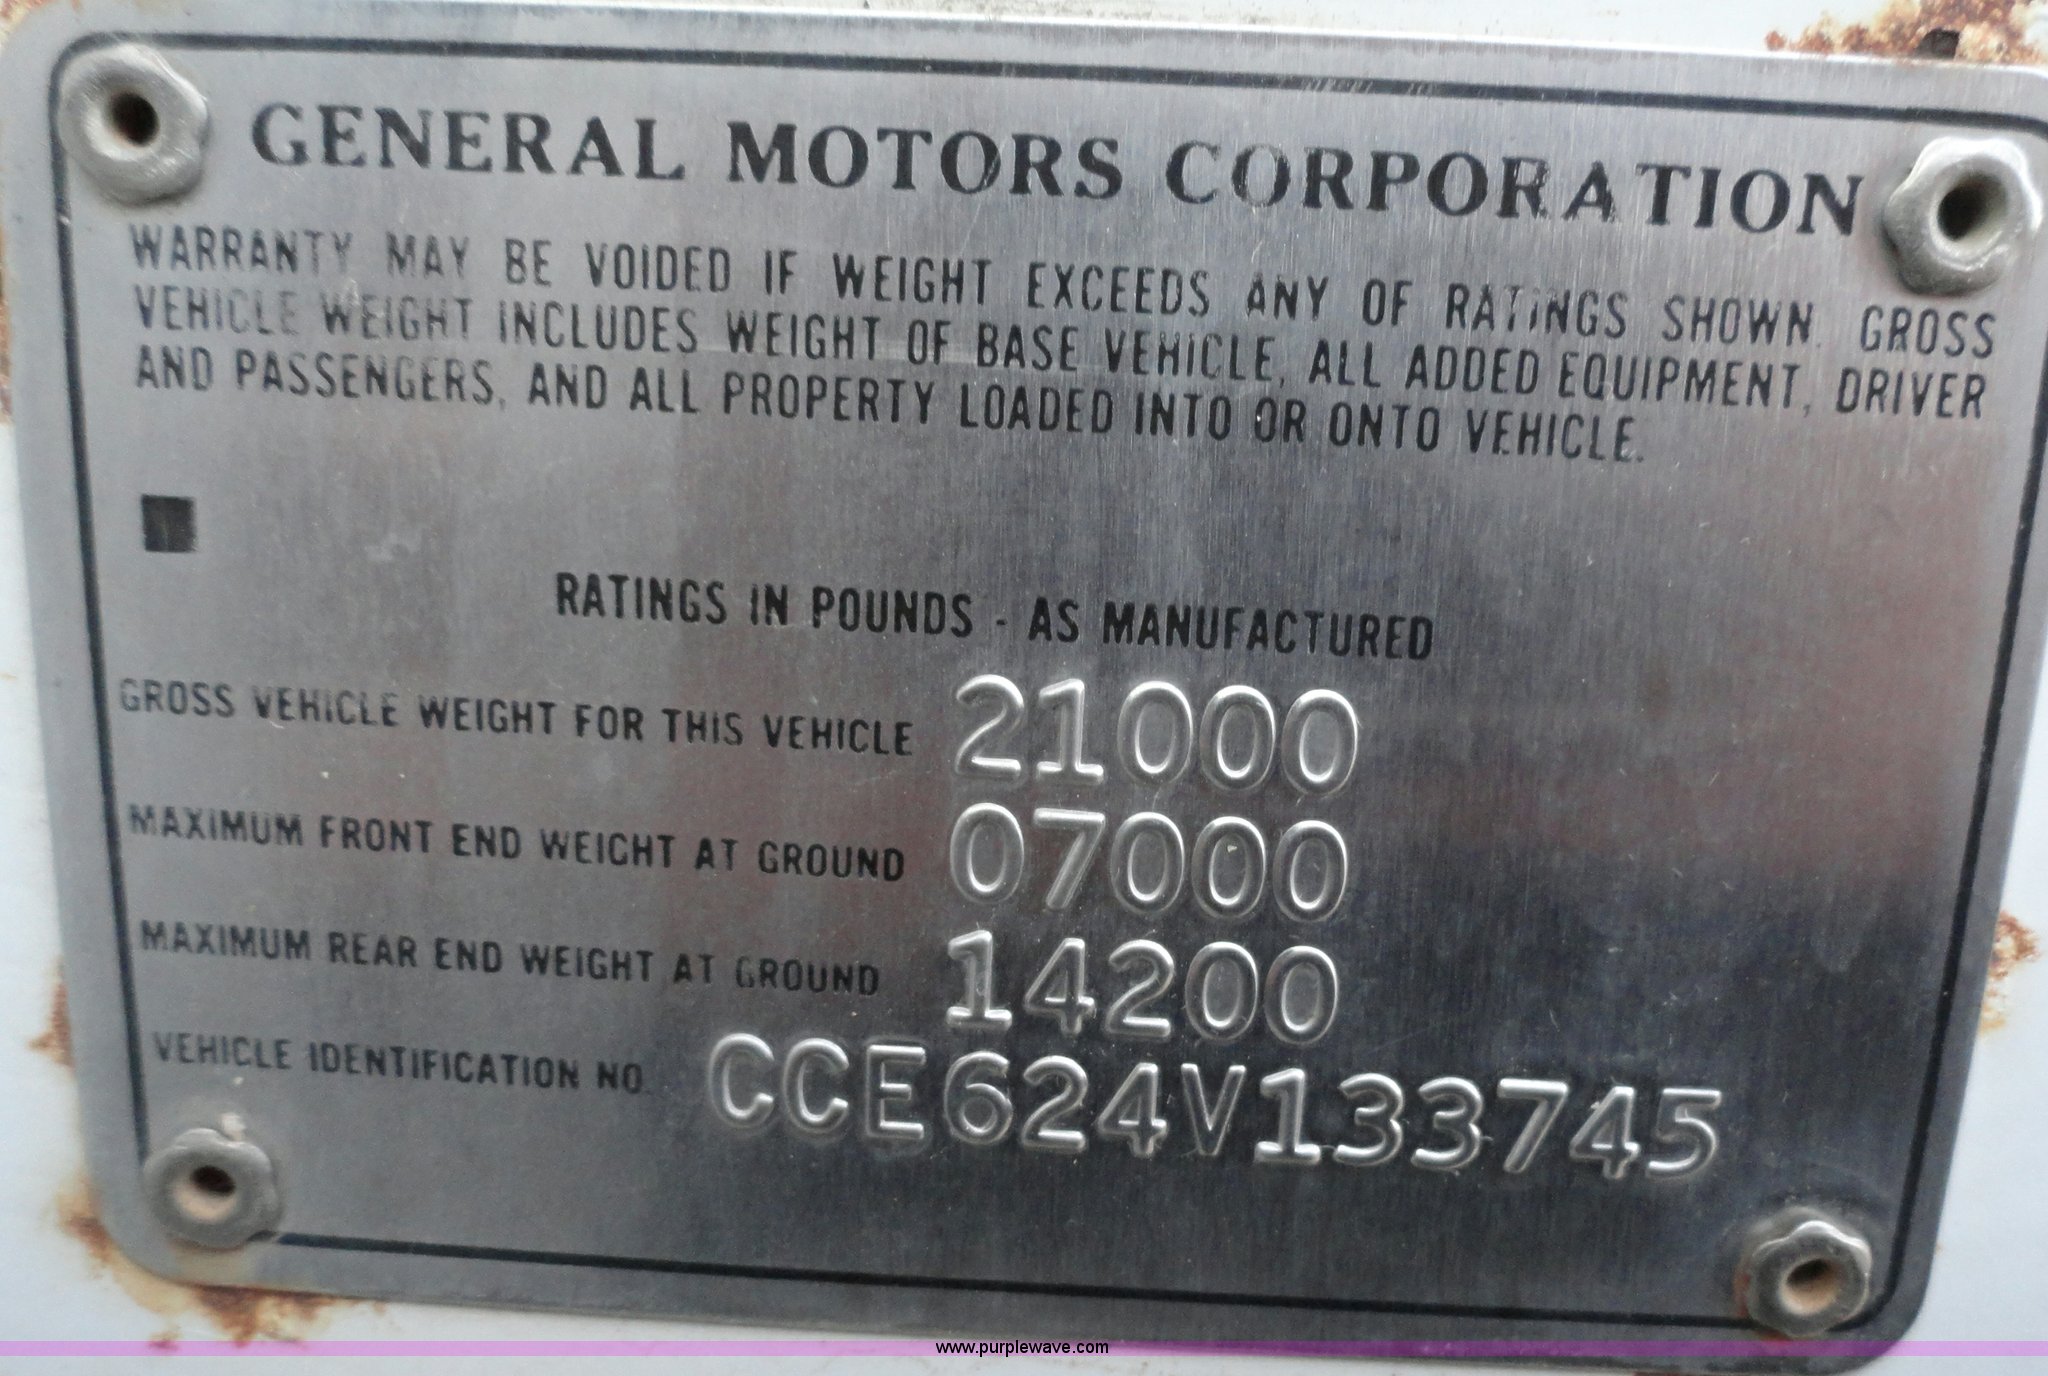 GENERAL MOTORS CORPORATION
WARRANTY MAY BE VOIDED IF WEIGHT EXCEEDS ANY OF RATINGS SHOWN. GROSS
VEHICLE WEIGHT INCLUDES WEIGHT OF BASE VEHICLE, ALL ADDED EQUIPMENT, DRIVER
AND PASSENGERS, AND ALL PROPERTY LOADED INTO OR ONTO VEHICLE.
RATINGS IN POUNDS - AS MANUFACTURED
GROSS VEHICLE WEIGHT FOR THIS VEHICLE 21000
MAXIMUM FRONT END WEIGHT AT GROUND 07000
MAXIMUM REAR END WEIGHT AT GROUND 14200
VEHICLE IDENTIFICATION NO. CCE624V133745
www.purplewave.com